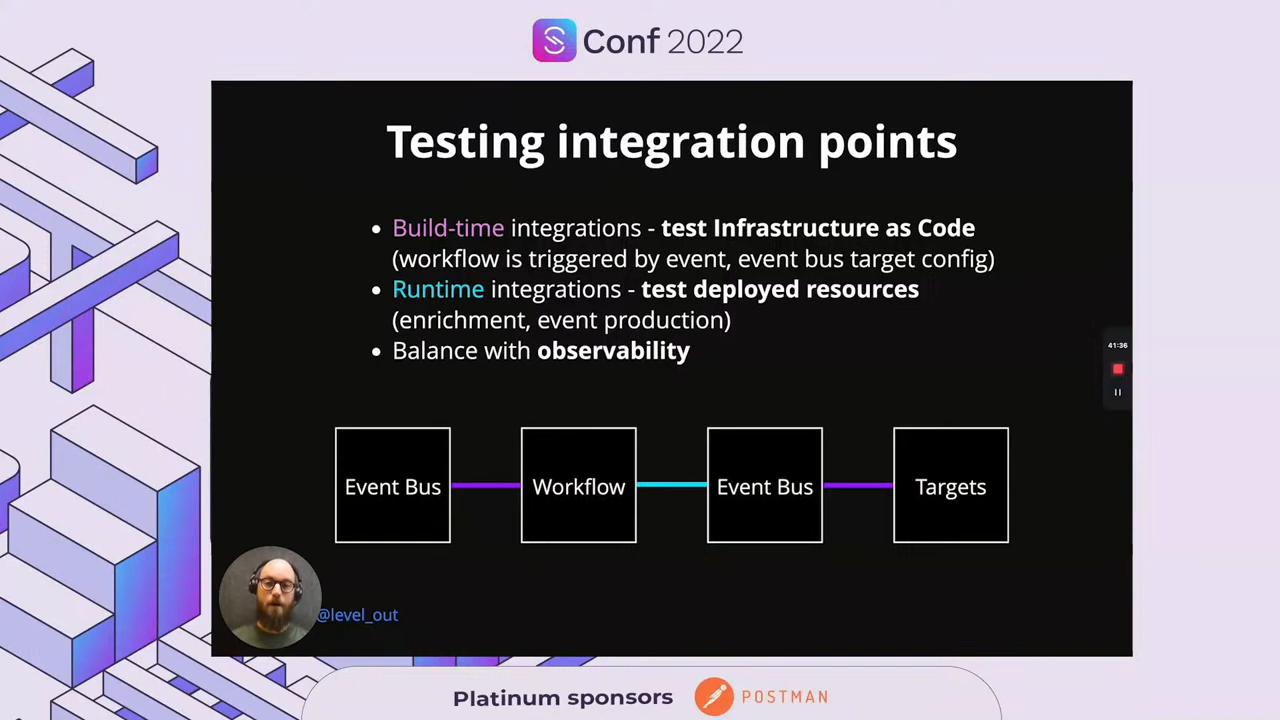 Conf 2022
Testing integration points
• Build-time integrations - test Infrastructure as Code
(workflow is triggered by event, event bus target config)
• Runtime integrations - test deployed resources
(enrichment, event production)
• Balance with observability
41:36
Event Bus
Workflow
Event Bus
Targets
@level_out
Platinum sponsors
POSTMAN